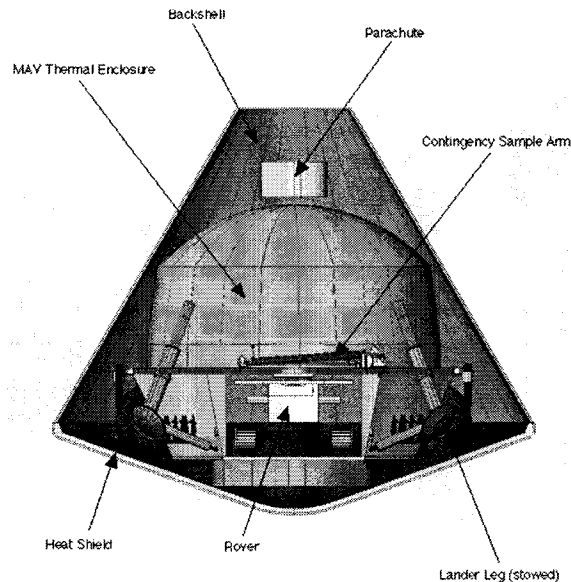 Backshell
Parachute
MAV Thermal Enclosure
Contingency Sample Arm
Heat Shield
Rover
Lander Leg (stowed)